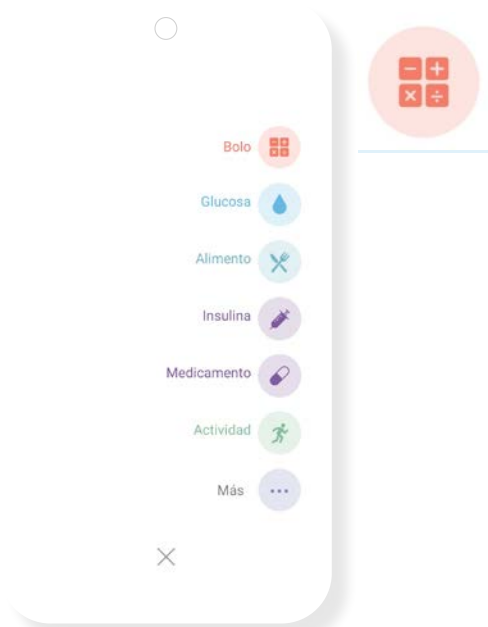 Bolo
Glucosa
Alimento
Insulina
Medicamento
Actividad
Más